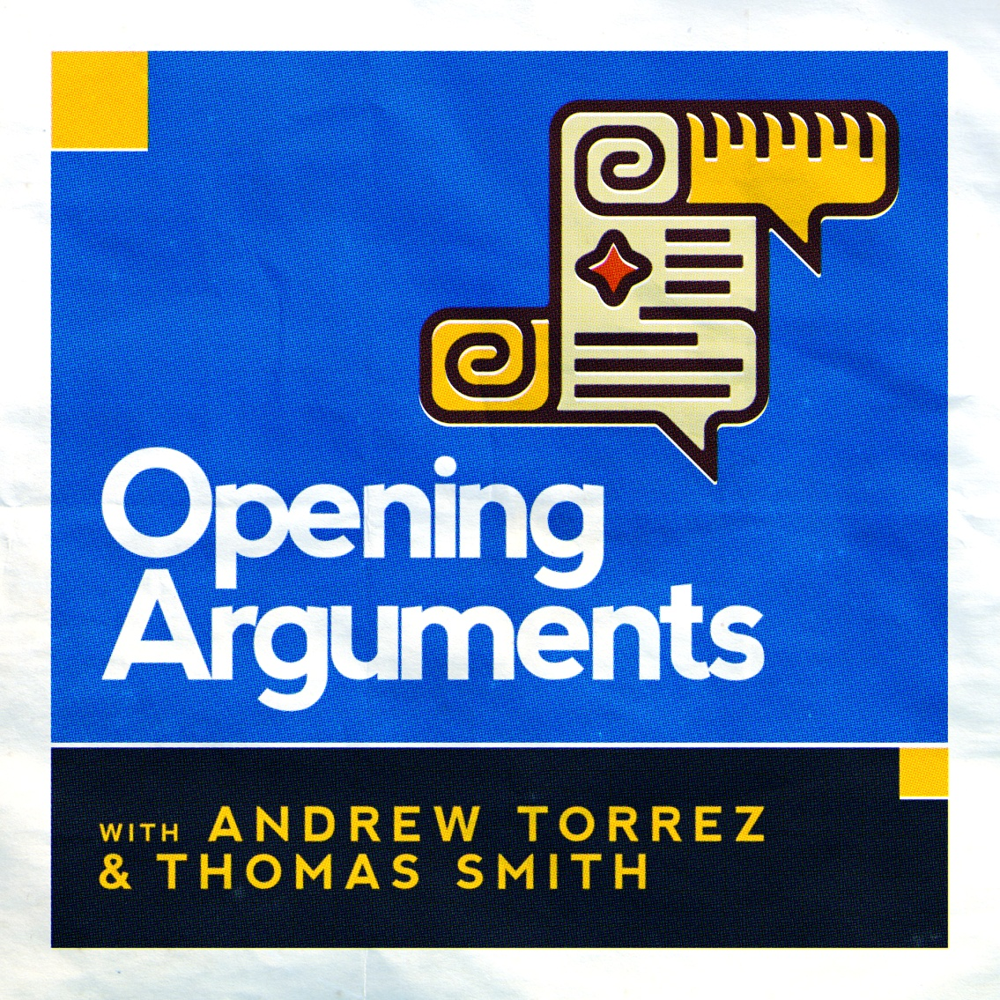 Opening
Arguments
WITH ANDREW TORREZ
& THOMAS SMITH